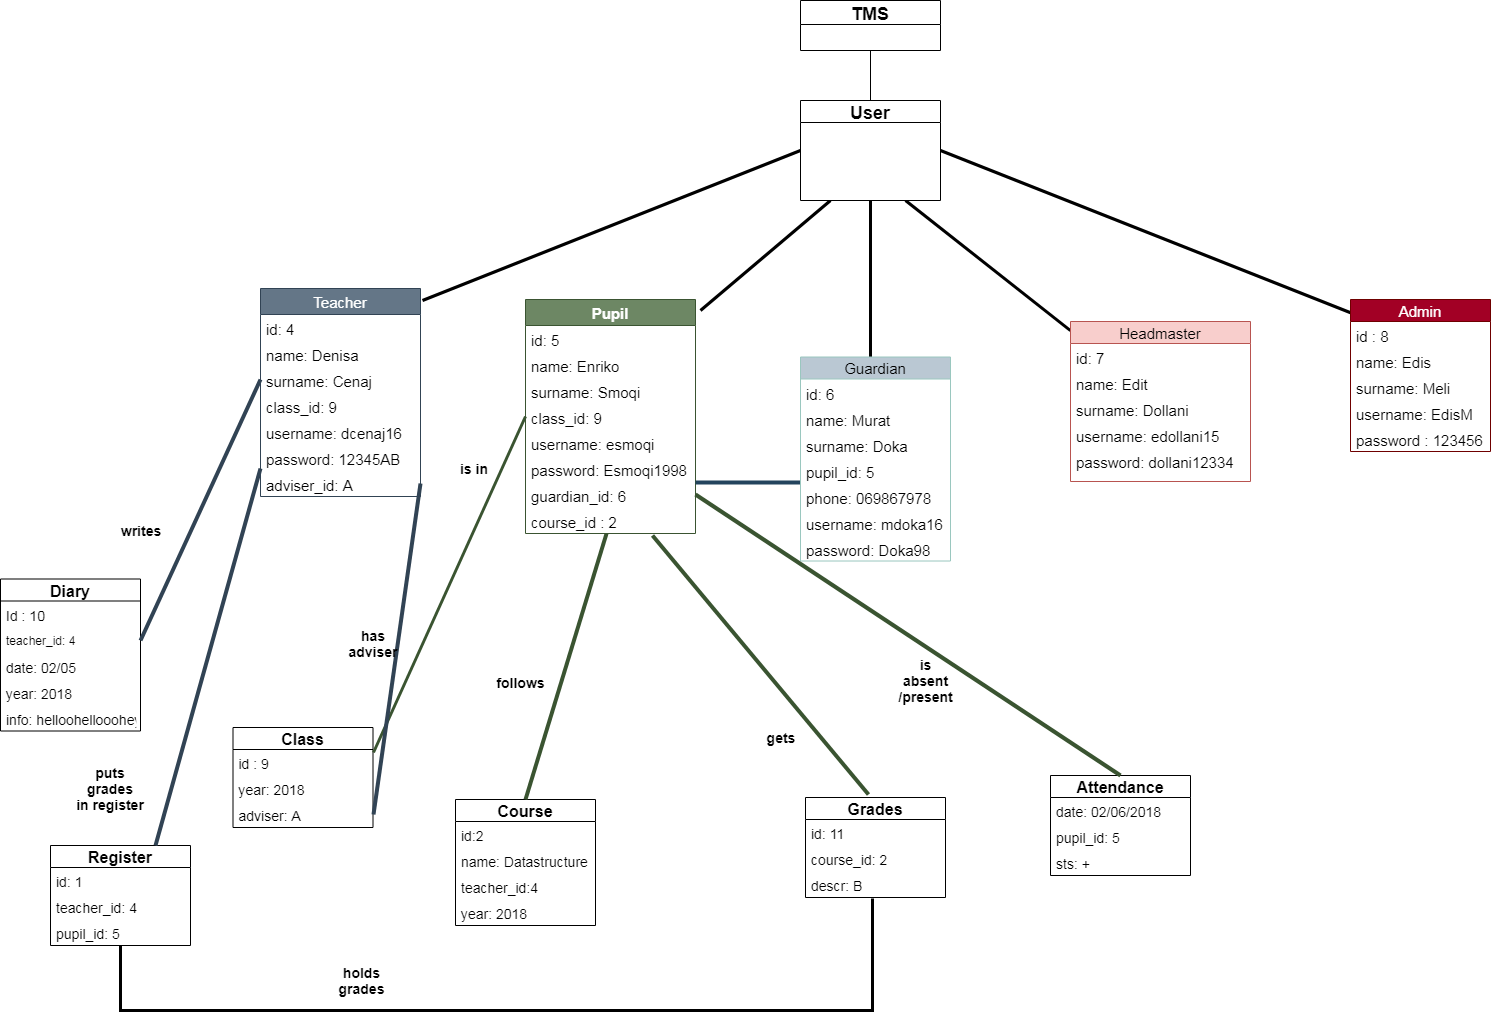 TMS
User
Teacher
id: 4
name: Denisa
surname: Cenaj
class_id: 9
username: dcenaj16
password: 12345AB
adviser_id: A
Pupil
id: 5
name: Enriko
surname: Smoqi
class_id: 9
username: esmoqi
password: Esmoqi1998
guardian_id: 6
course_id : 2
Guardian
id: 6
name: Murat
surname: Doka
pupil_id: 5
phone: 069867978
username: mdoka16
password: Doka98
Headmaster
id: 7
name: Edit
surname: Dollani
username: edollani15
password: dollani12334
Admin
id : 8
name: Edis
surname: Meli
username: EdisM
password : 123456
is in
writes
has
adviser
follows
is
absent
/present
gets
puts
grades
in register
Diary
Id : 10
teacher_id: 4
date: 02/05
year: 2018
info: helloohellooohey
Class
id : 9
year: 2018
adviser: A
Course
id:2
name: Datastructure
teacher_id:4
year: 2018
Grades
id: 11
course_id: 2
descr: B
Attendance
date: 02/06/2018
pupil_id: 5
sts: +
Register
id: 1
teacher_id: 4
pupil_id: 5
holds
grades